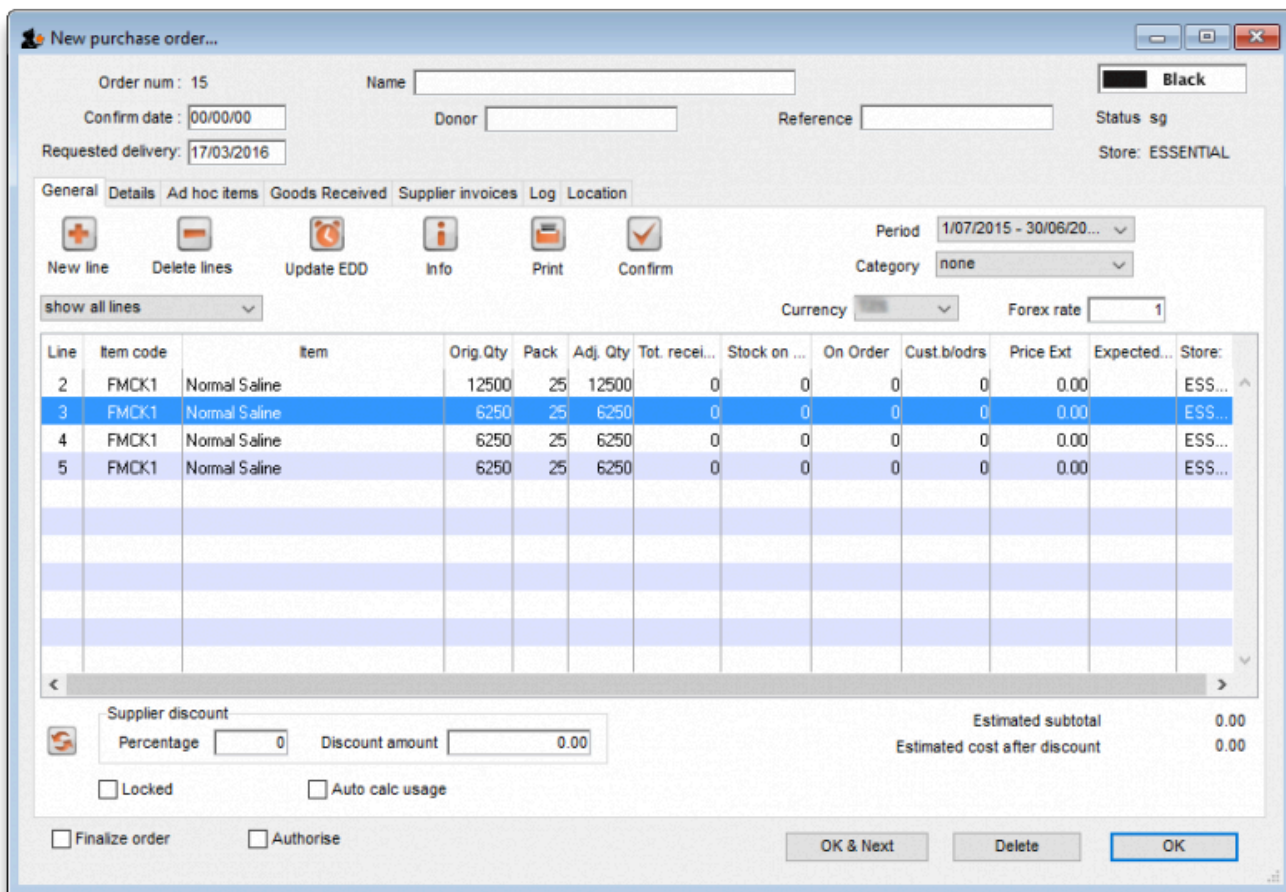 New purchase order...
Order num : 15
Name
Black
Confirm date : 00/00/00
Donor
Reference
Status sg
Requested delivery: 17/03/2016
Store: ESSENTIAL
General Details Ad hoc items Goods Received Supplier invoices Log Location
New line Delete lines Update EDD Info Print Confirm
Period 1/07/2015 - 30/06/20...
Category none
show all lines
Currency
Forex rate 1
Line Item code Item Orig.Qty Pack Adj. Qty Tot. recei... Stock on ... On Order Cust.b/odrs Price Ext Expected... Store:
2 FMCK1 Normal Saline 12500 25 12500 0 0 0 0 0.00 ESS...
3 FMCK1 Normal Saline 6250 25 6250 0 0 0 0 0.00 ESS...
4 FMCK1 Normal Saline 6250 25 6250 0 0 0 0 0.00 ESS...
5 FMCK1 Normal Saline 6250 25 6250 0 0 0 0 0.00 ESS...
Supplier discount
Percentage 0 Discount amount 0.00
Estimated subtotal 0.00
Estimated cost after discount 0.00
Locked Auto calc usage
Finalize order Authorise
OK & Next Delete OK